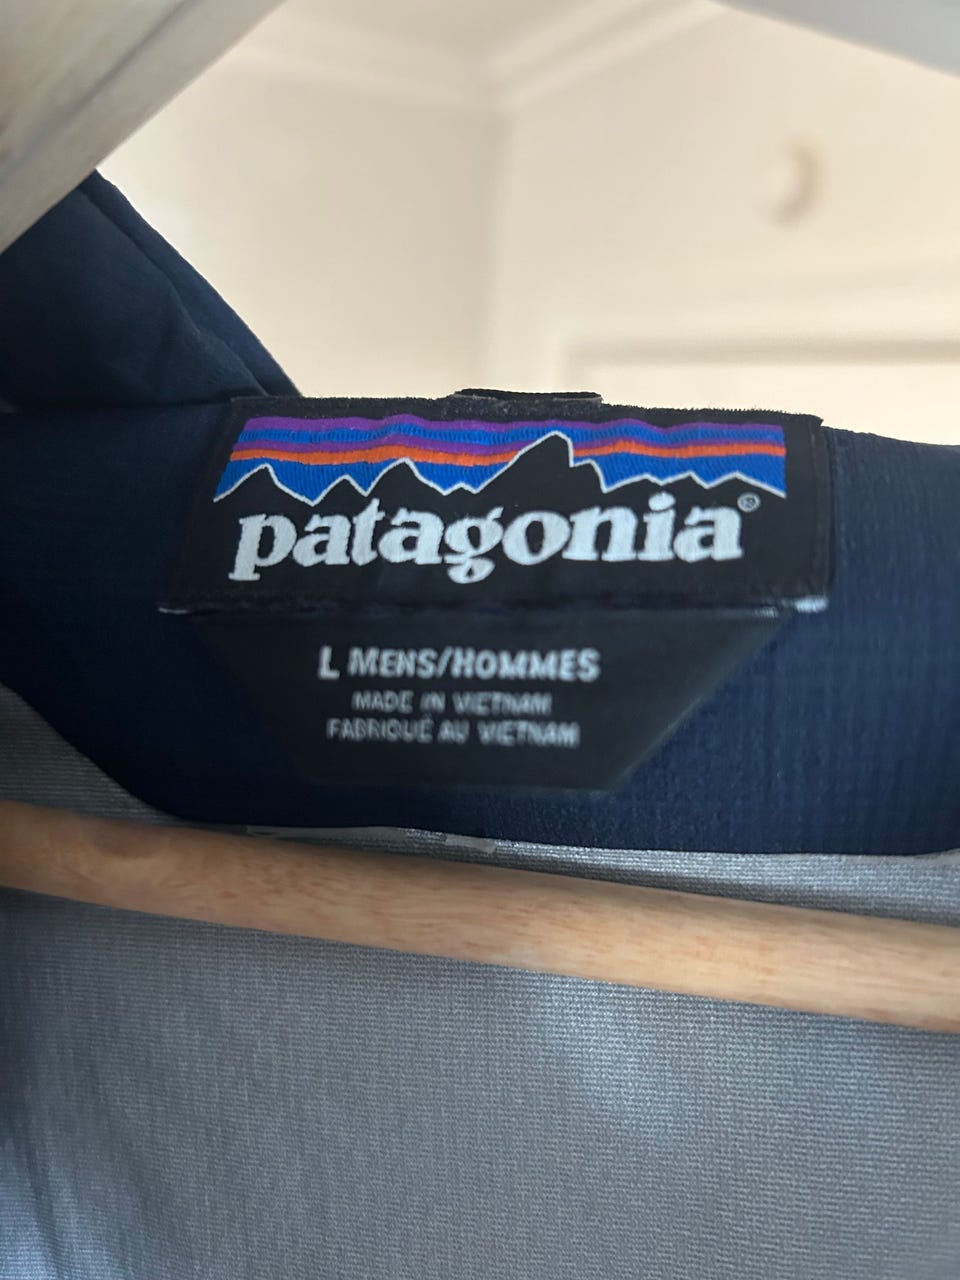 patagonia®
L MENS/HOMMES
MADE IN VIETNAM
FABRIQUÉ AU VIETNAM